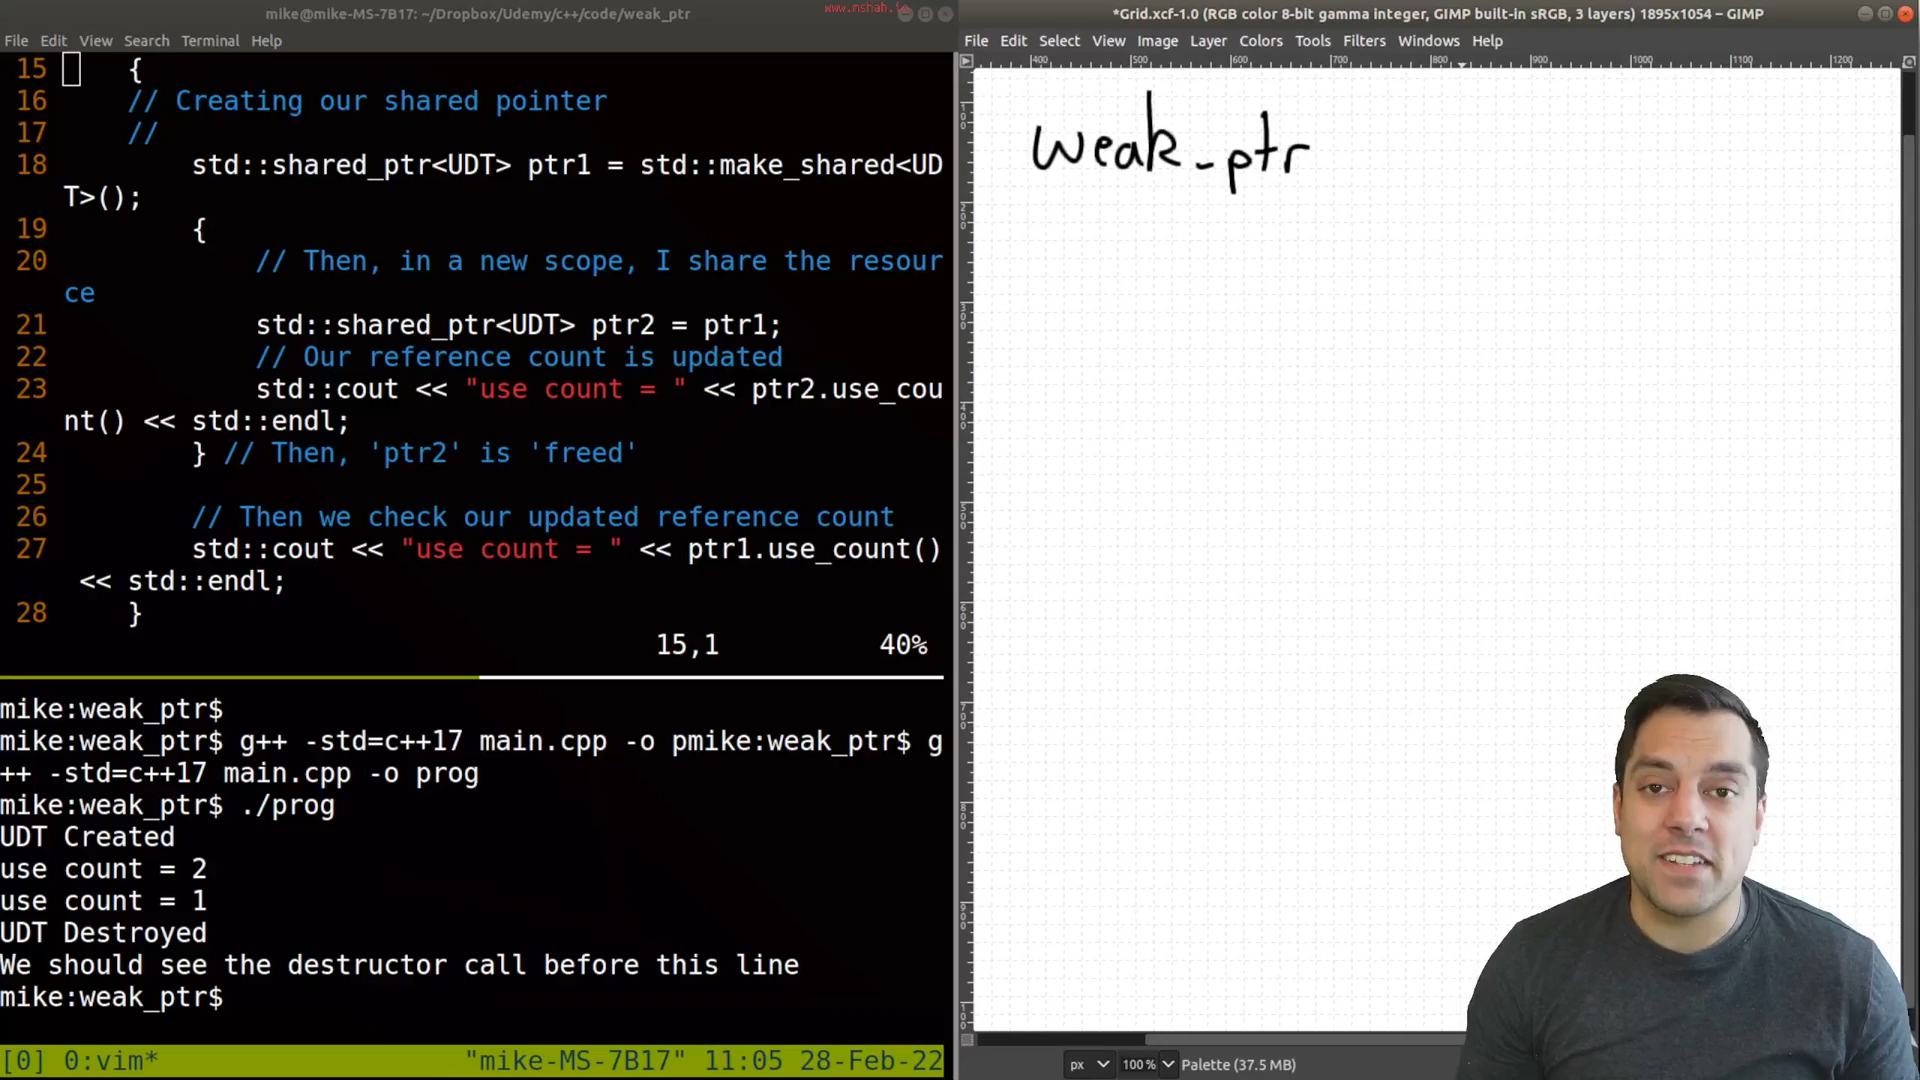 mike@mike-MS-7B17: ~/Dropbox/Udemy/c++/code/weak_ptr
File Edit View Search Terminal Help
15 {
16 // Creating our shared pointer
17 //
18 std::shared_ptr<UDT> ptr1 = std::make_shared<UD
T>();
19 {
20 // Then, in a new scope, I share the resour
ce
21 std::shared_ptr<UDT> ptr2 = ptr1;
22 // Our reference count is updated
23 std::cout << "use count = " << ptr2.use_cou
nt() << std::endl;
24 } // Then, 'ptr2' is 'freed'
25
26 // Then we check our updated reference count
27 std::cout << "use count = " << ptr1.use_count()
<< std::endl;
28 }
15,1 40%
mike:weak_ptr$
mike:weak_ptr$ g++ -std=c++17 main.cpp -o pmike:weak_ptr$ g
++ -std=c++17 main.cpp -o prog
mike:weak_ptr$ ./prog
UDT Created
use count = 2
use count = 1
UDT Destroyed
We should see the destructor call before this line
mike:weak_ptr$
[0] 0:vim* "mike-MS-7B17" 11:05 28-Feb-22
*Grid.xcf-1.0 (RGB color 8-bit gamma integer, GIMP built-in sRGB, 3 layers) 1895x1054 – GIMP
File Edit Select View Image Layer Colors Tools Filters Windows Help
400 500 600 700 800 900 1000 1100 1200
weak_ptr
px 100% Palette (37.5 MB)